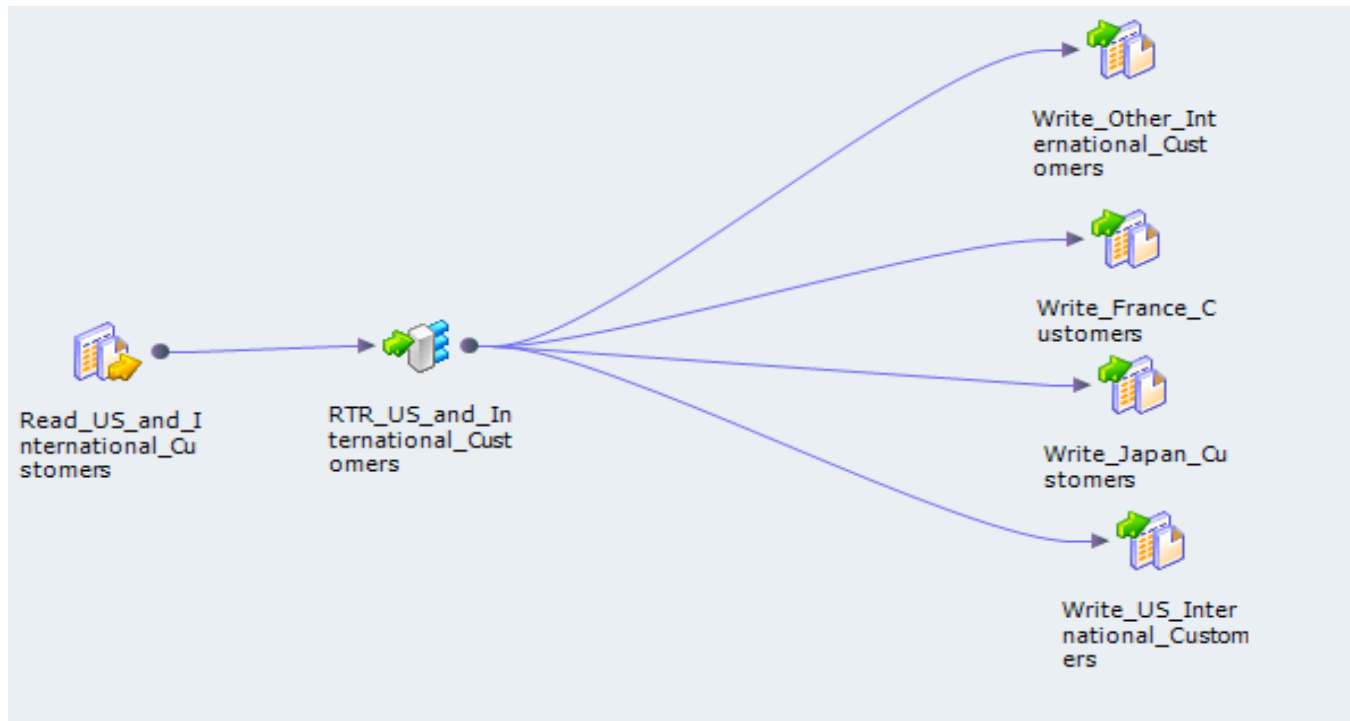 Write_Other_Int
ernational_Cust
omers
Write_France_C
ustomers
Read_US_and_I
nternational_Cu
stomers
RTR_US_and_In
ternational_Cust
omers
Write_Japan_Cu
stomers
Write_US_Inter
national_Custom
ers